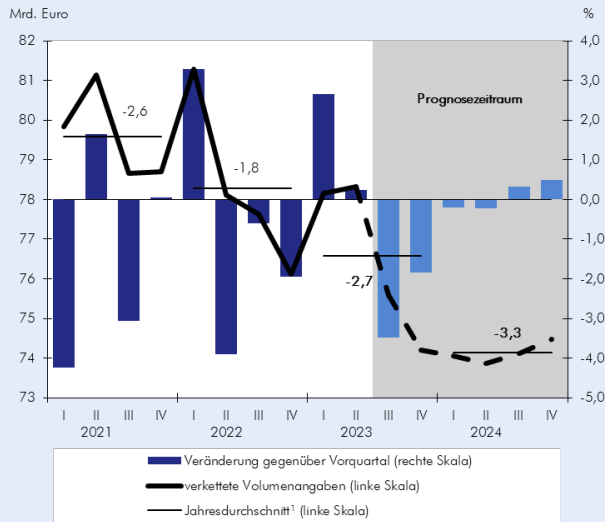 Mrd. Euro %
82 4,0
81 3,0
80 2,0
79 1,0
78 0,0
77 -1,0
76 -2,0
75 -3,0
74 -4,0
73 -5,0
Prognosezeitraum
-2,6
-1,8
-2,7
-3,3
I II III IV I II III IV I II III IV I II III IV
2021 2022 2023 2024
Veränderung gegenüber Vorquartal (rechte Skala)
verkettete Volumenangaben (linke Skala)
Jahresdurchschnitt¹ (linke Skala)